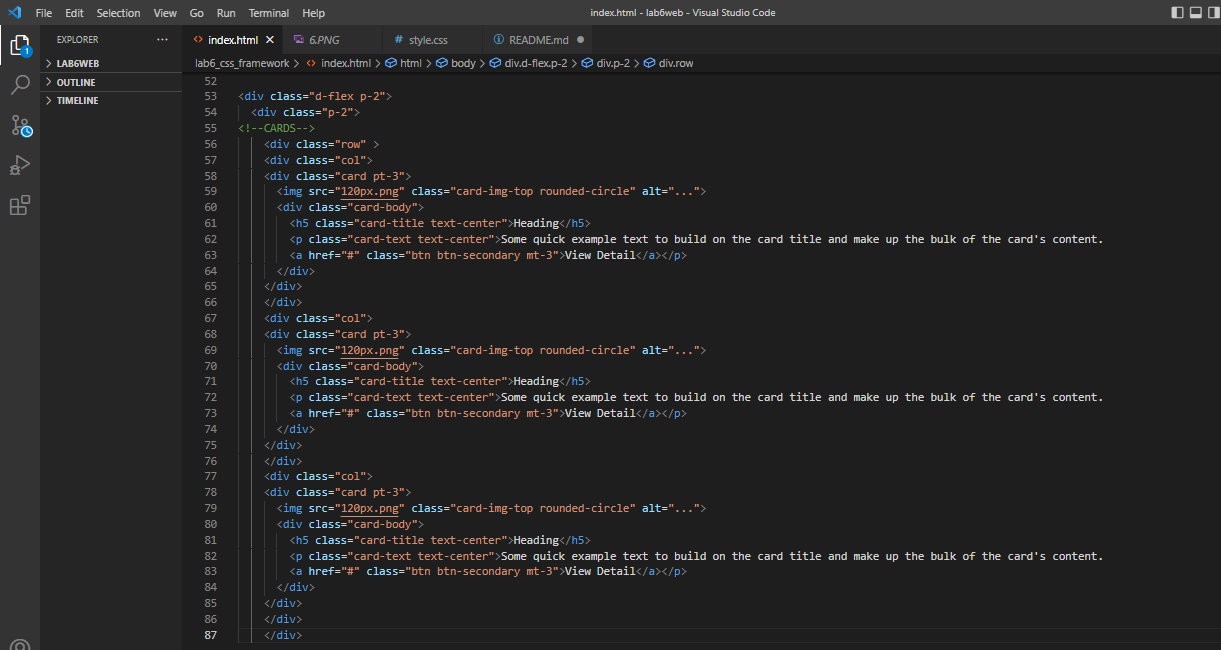 File Edit Selection View Go Run Terminal Help index.html - lab6web - Visual Studio Code
EXPLORER ··· <> index.html × 6.PNG # style.css README.md ●
1
> LAB6WEB
> OUTLINE
> TIMELINE
lab6_css_framework > <> index.html > html > body > div.d-flex.p-2 > div.p-2 > div.row
52
53 <div class="d-flex p-2">
54 <div class="p-2">
55 <!--CARDS-->
56 <div class="row" >
57 <div class="col">
58 <div class="card pt-3">
59 <img src="120px.png" class="card-img-top rounded-circle" alt="...">
60 <div class="card-body">
61 <h5 class="card-title text-center">Heading</h5>
62 <p class="card-text text-center">Some quick example text to build on the card title and make up the bulk of the card's content.
63 <a href="#" class="btn btn-secondary mt-3">View Detail</a></p>
64 </div>
65 </div>
66 </div>
67 <div class="col">
68 <div class="card pt-3">
69 <img src="120px.png" class="card-img-top rounded-circle" alt="...">
70 <div class="card-body">
71 <h5 class="card-title text-center">Heading</h5>
72 <p class="card-text text-center">Some quick example text to build on the card title and make up the bulk of the card's content.
73 <a href="#" class="btn btn-secondary mt-3">View Detail</a></p>
74 </div>
75 </div>
76 </div>
77 <div class="col">
78 <div class="card pt-3">
79 <img src="120px.png" class="card-img-top rounded-circle" alt="...">
80 <div class="card-body">
81 <h5 class="card-title text-center">Heading</h5>
82 <p class="card-text text-center">Some quick example text to build on the card title and make up the bulk of the card's content.
83 <a href="#" class="btn btn-secondary mt-3">View Detail</a></p>
84 </div>
85 </div>
86 </div>
87 </div>